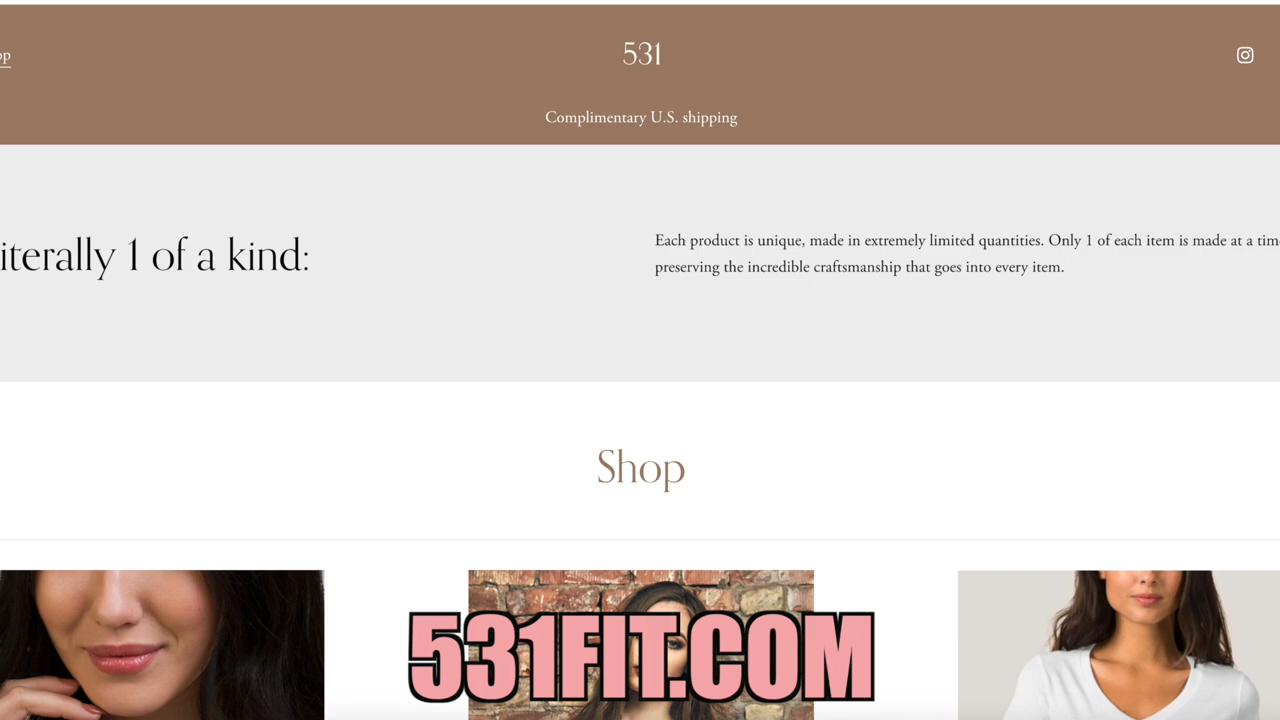 op
531
Complimentary U.S. shipping
iterally 1 of a kind:
Each product is unique, made in extremely limited quantities. Only 1 of each item is made at a tim
preserving the incredible craftsmanship that goes into every item.
Shop
531FIT.COM